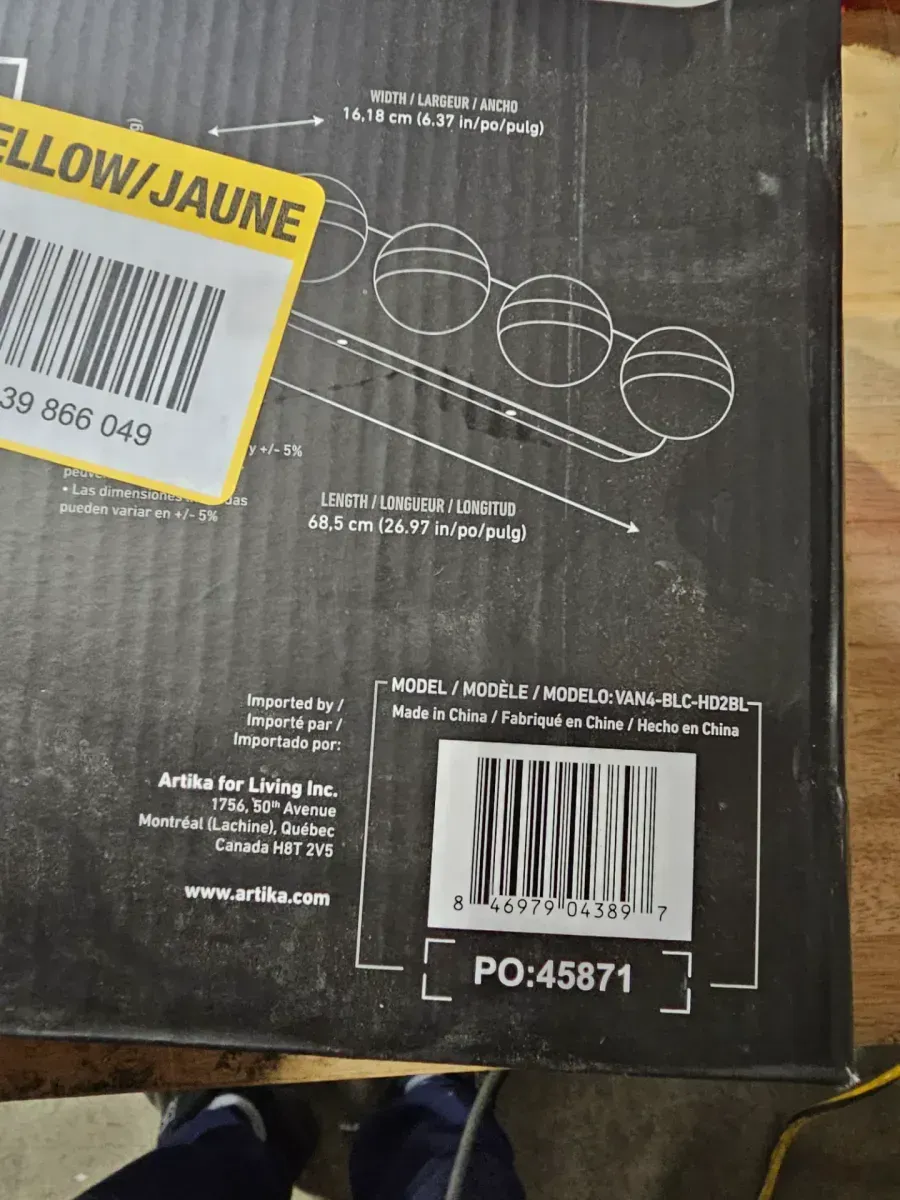 WIDTH / LARGEUR / ANCHO
16,18 cm (6.37 in/po/pulg)
ELLOW/JAUNE
39 866 049
y +/- 5%
• Las dimensiones
pueden variar en +/- 5%
LENGTH / LONGUEUR / LONGITUD
68,5 cm (26.97 in/po/pulg)
Imported by /
Importé par /
Importado por:
Artika for Living Inc.
1756, 50th Avenue
Montréal (Lachine), Québec
Canada H8T 2V5
www.artika.com
MODEL / MODÈLE / MODELO: VAN4-BLC-HD2BL
Made in China / Fabriqué en Chine / Hecho en China
8 46979 04389 7
PO:45871